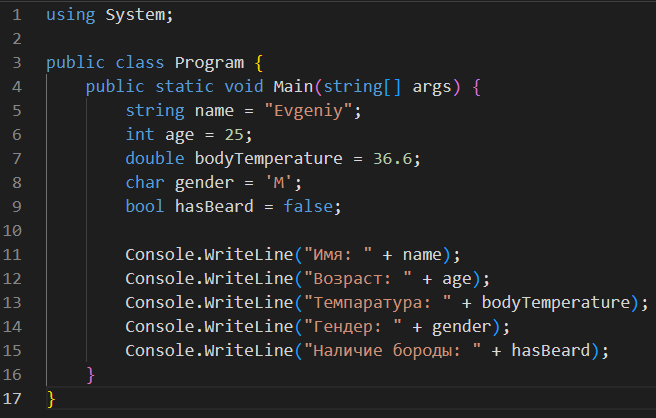 1 using System;
2
3 public class Program {
4 public static void Main(string[] args) {
5 string name = "Evgeniy";
6 int age = 25;
7 double bodyTemperature = 36.6;
8 char gender = 'M';
9 bool hasBeard = false;
10
11 Console.WriteLine("Имя: " + name);
12 Console.WriteLine("Возраст: " + age);
13 Console.WriteLine("Темпаратура: " + bodyTemperature);
14 Console.WriteLine("Гендер: " + gender);
15 Console.WriteLine("Наличие бороды: " + hasBeard);
16 }
17 }